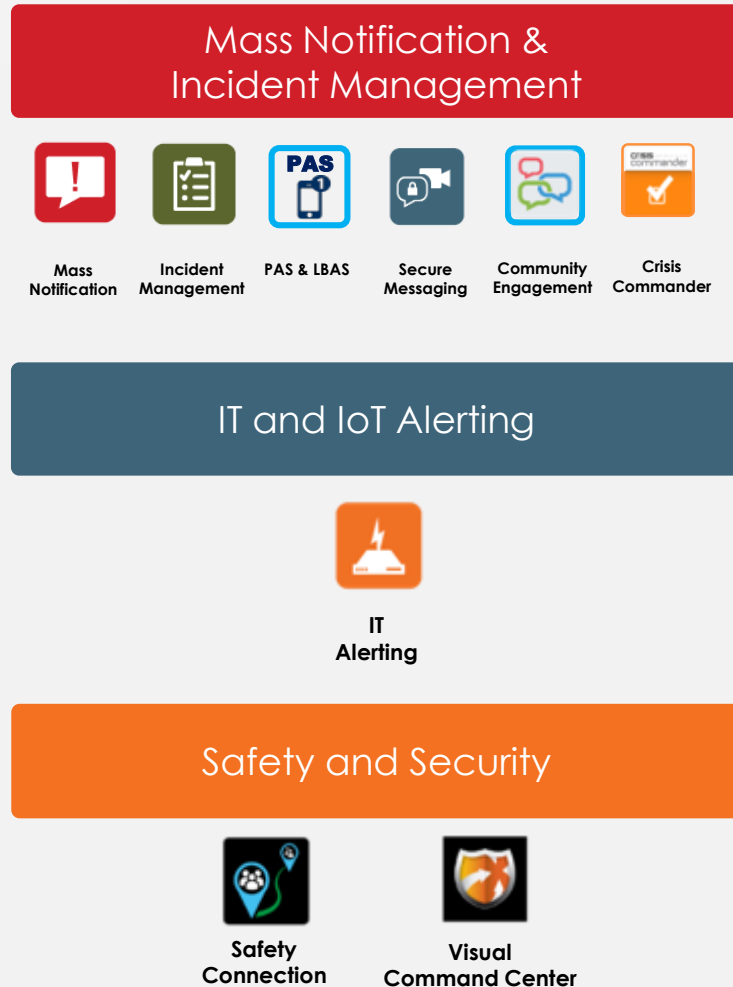 Mass Notification &
Incident Management
!
PAS
1
crisis
commander
Mass
Notification
Incident
Management
PAS & LBAS
Secure
Messaging
Community
Engagement
Crisis
Commander
IT and IoT Alerting
IT
Alerting
Safety and Security
Safety
Connection
Visual
Command Center